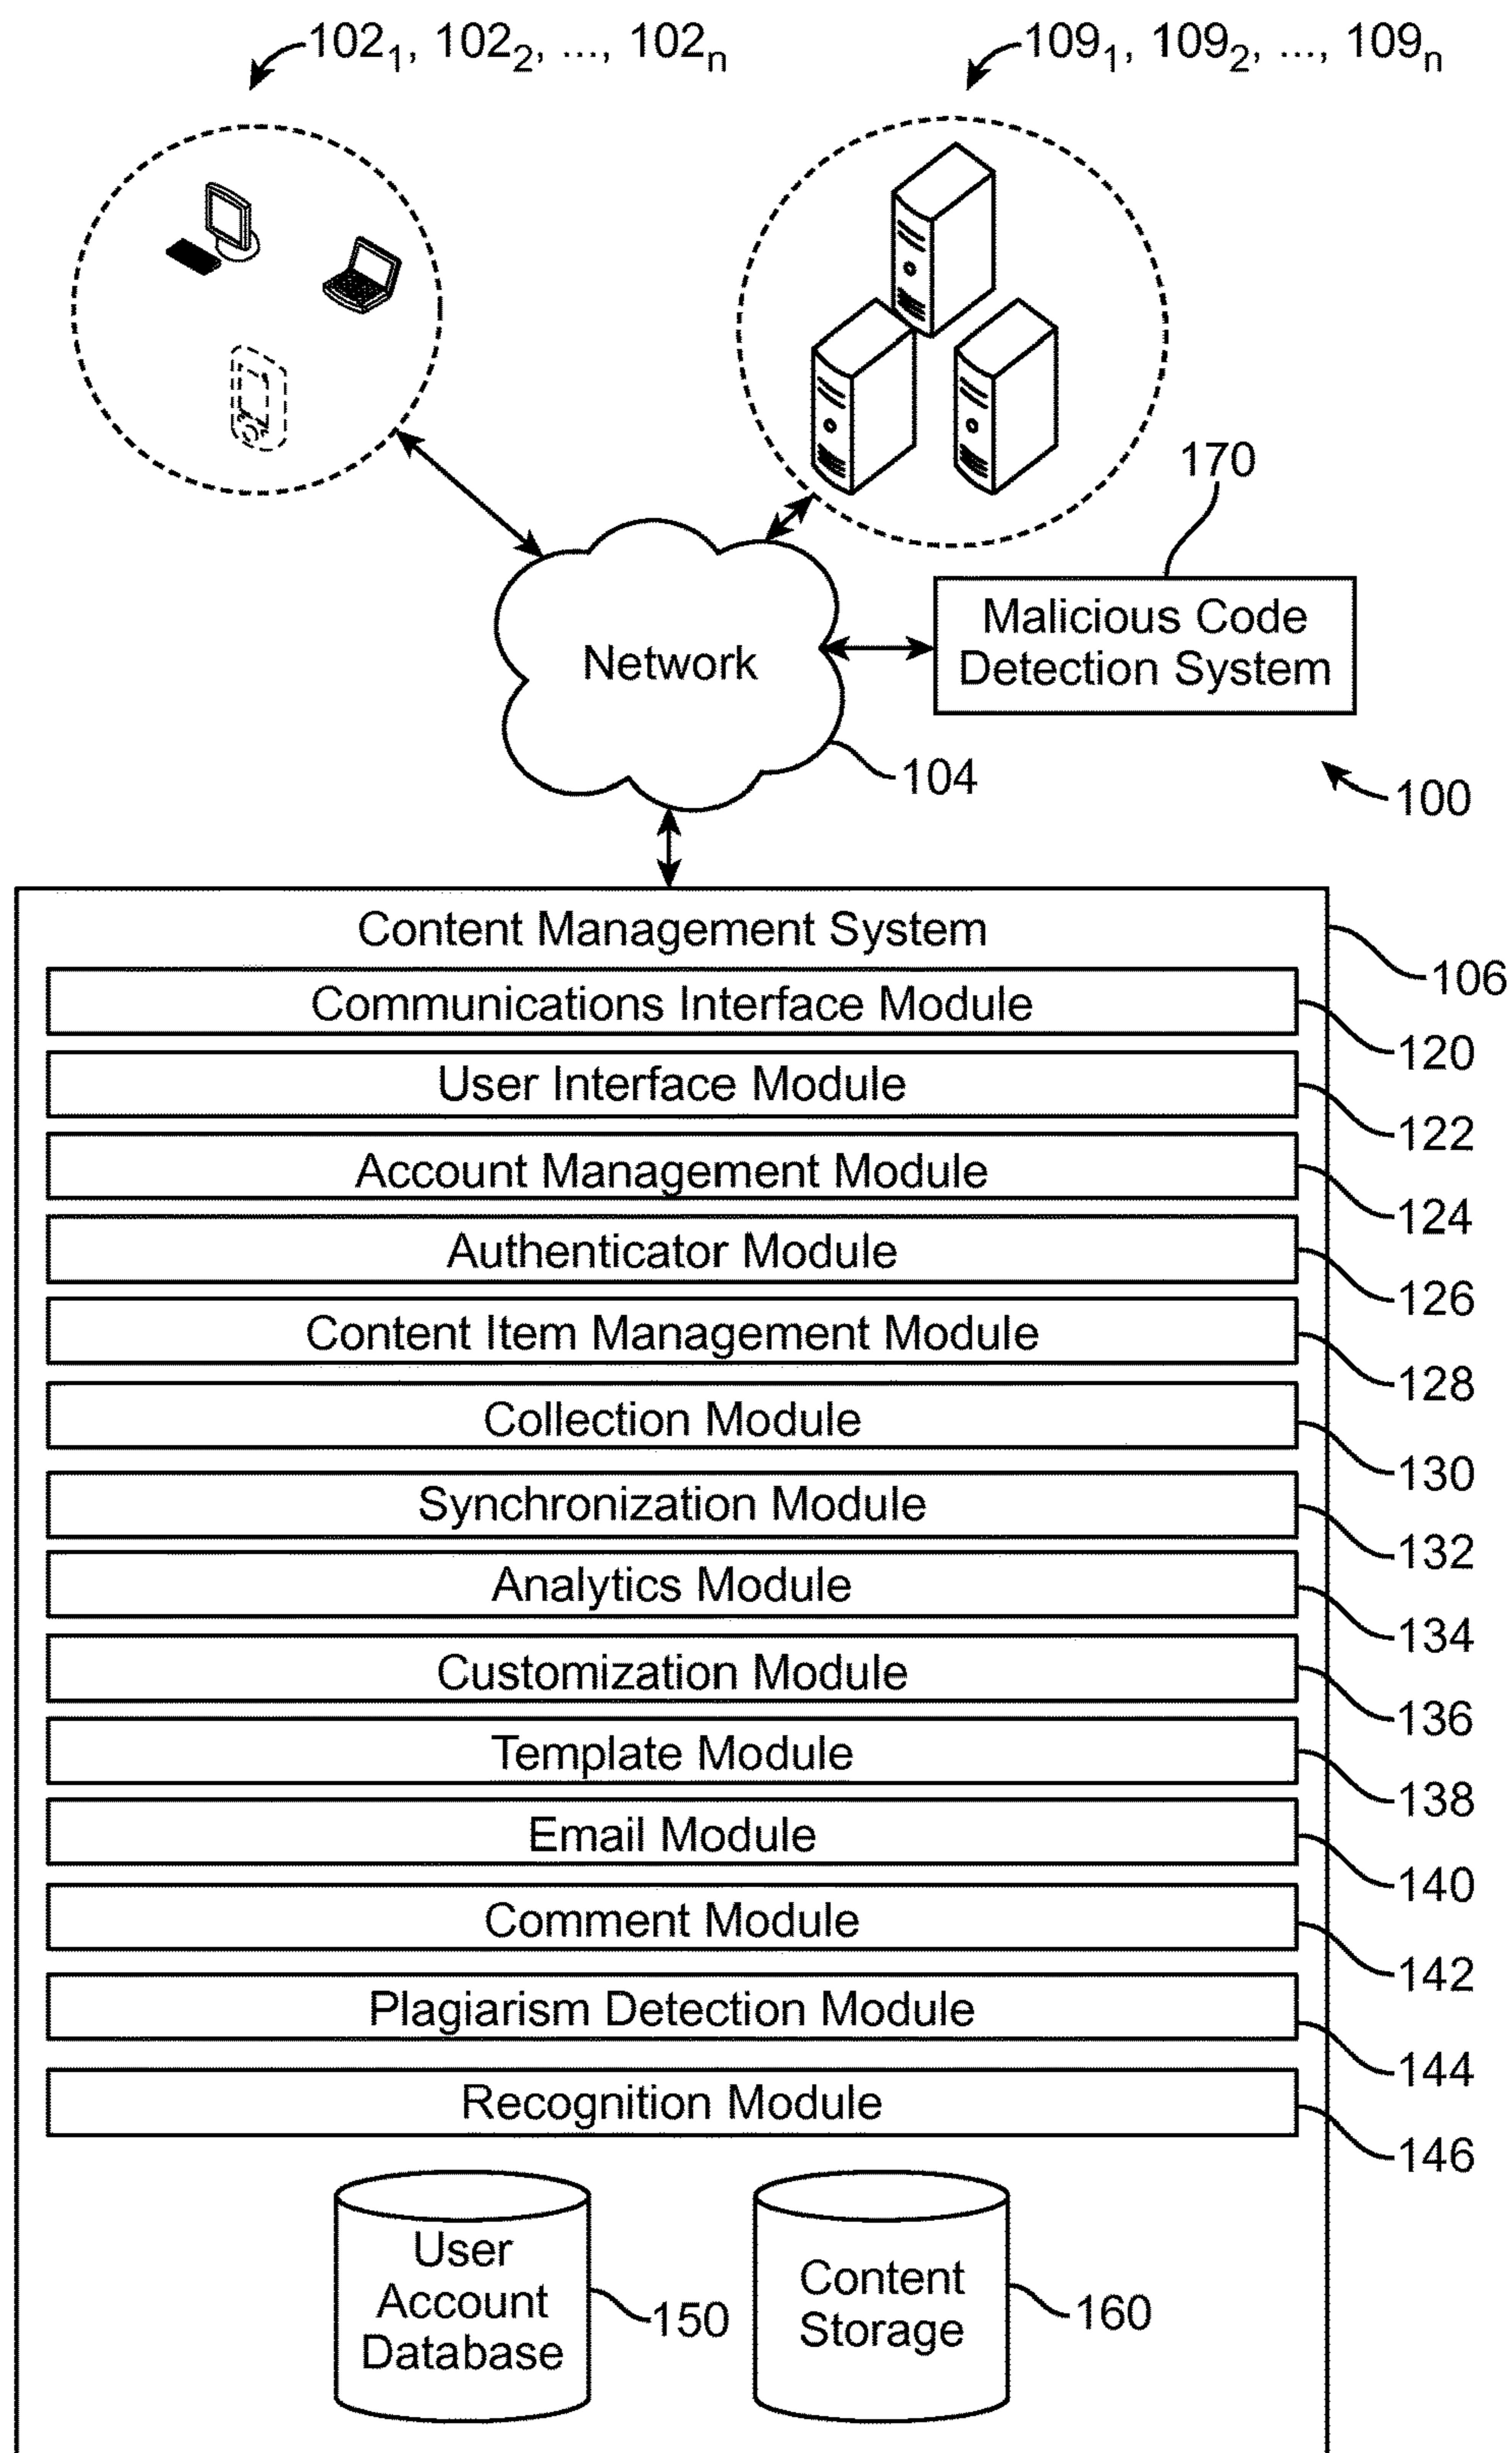 102₁, 102₂, ..., 102ₙ
109₁, 109₂, ..., 109ₙ
170
Malicious Code
Detection System
Network
104
100
Content Management System
106
Communications Interface Module
120
User Interface Module
122
Account Management Module
124
Authenticator Module
126
Content Item Management Module
128
Collection Module
130
Synchronization Module
132
Analytics Module
134
Customization Module
136
Template Module
138
Email Module
140
Comment Module
142
Plagiarism Detection Module
144
Recognition Module
146
User
Account
Database
150
Content
Storage
160